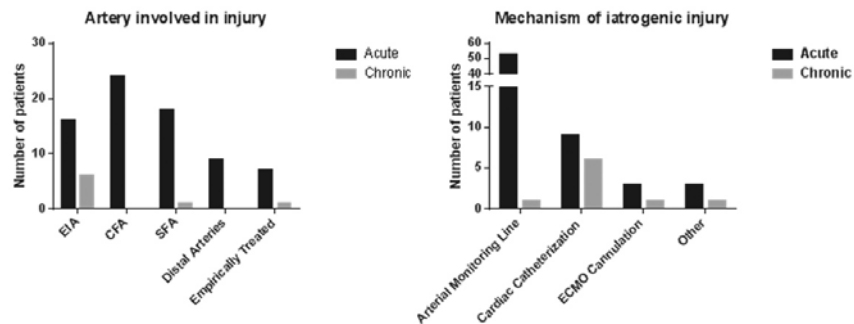 Artery involved in injury
Number of patients
30
20
10
0
EIA
CFA
SFA
Distal Arteries
Empirically Treated
Acute
Chronic
Mechanism of iatrogenic injury
Number of patients
60
50
40
15
10
5
0
Arterial Monitoring Line
Cardiac Catheterization
ECMO Cannulation
Other
Acute
Chronic